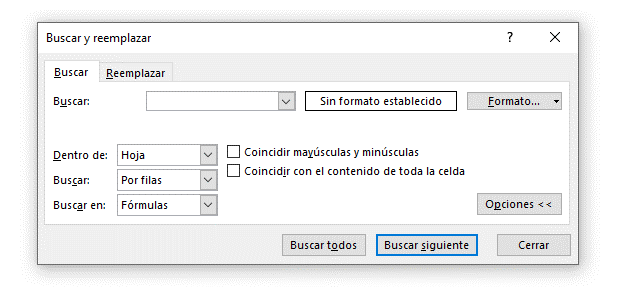 Buscar y reemplazar ?
Buscar Reemplazar
Buscar: Sin formato establecido Formato...
Dentro de: Hoja Coincidir mayúsculas y minúsculas
Buscar: Por filas Coincidir con el contenido de toda la celda
Buscar en: Fórmulas Opciones <<
Buscar todos Buscar siguiente Cerrar